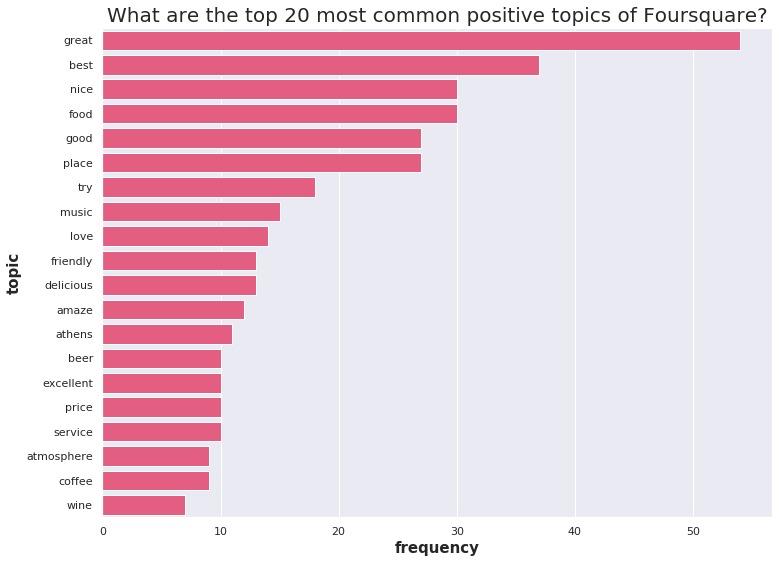 What are the top 20 most common positive topics of Foursquare?
great
best
nice
food
good
place
try
music
love
friendly
delicious
amaze
athens
beer
excellent
price
service
atmosphere
coffee
wine
topic
0 10 20 30 40 50
frequency